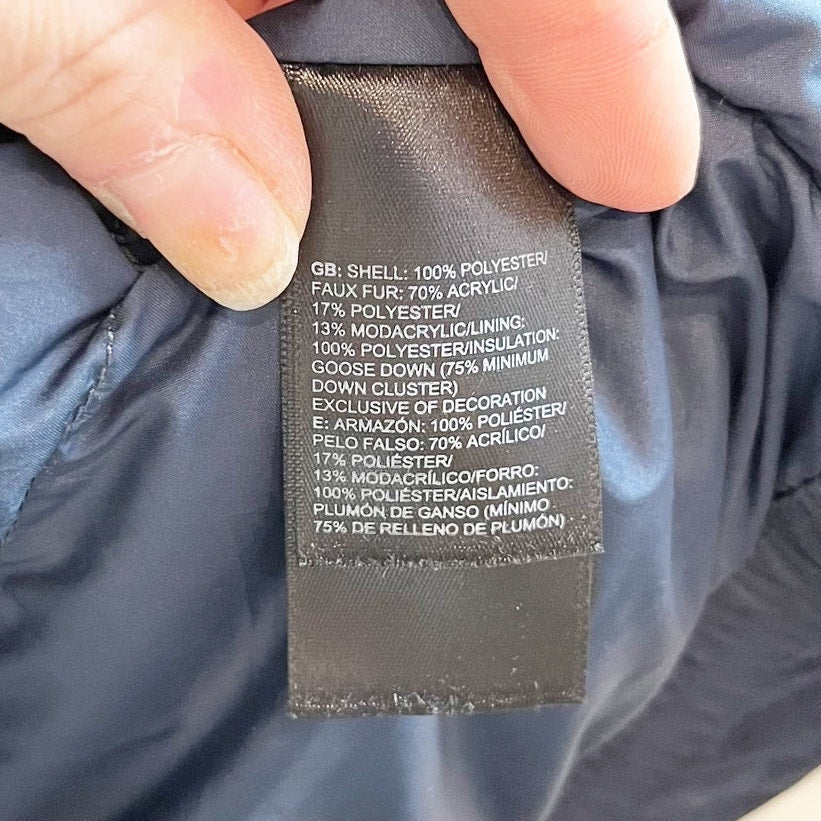 GB: SHELL: 100% POLYESTER/
FAUX FUR: 70% ACRYLIC/
17% POLYESTER/
13% MODACRYLIC/LINING:
100% POLYESTER/INSULATION:
GOOSE DOWN (75% MINIMUM
DOWN CLUSTER)
EXCLUSIVE OF DECORATION
E: ARMAZÓN: 100% POLIÉSTER/
PELO FALSO: 70% ACRÍLICO/
17% POLIÉSTER/
13% MODACRÍLICO/FORRO:
100% POLIÉSTER/AISLAMIENTO:
PLUMÓN DE GANSO (MÍNIMO
75% DE RELLENO DE PLUMÓN)